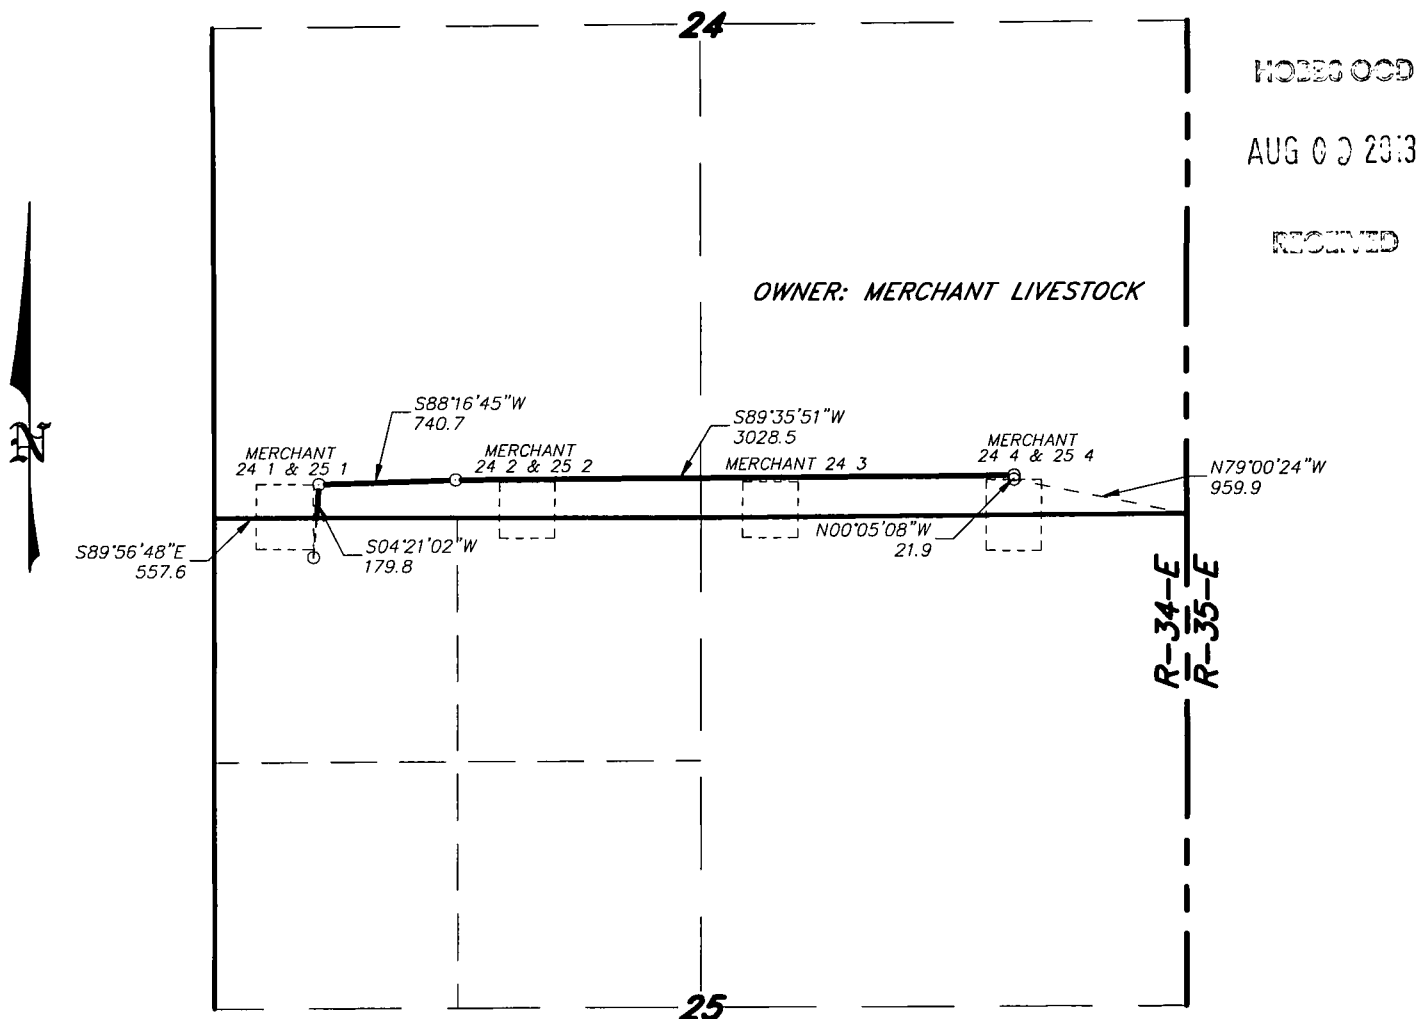 24
HOBBS OCD
AUG 2013
RECEIVED
OWNER: MERCHANT LIVESTOCK
S88°16'45"W
740.7
S89°35'51"W
3028.5
MERCHANT
24 1 & 25 1
MERCHANT
24 2 & 25 2
MERCHANT 24 3
MERCHANT
24 4 & 25 4
N79°00'24"W
959.9
N00°05'08"W
21.9
S89°56'48"E
557.6
S04°21'02"W
179.8
N
R-34-E
R-35-E
25